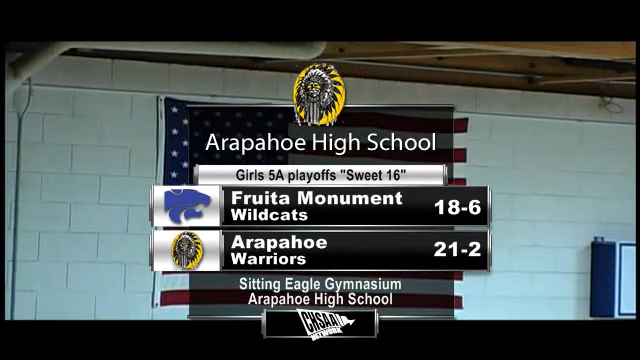 Arapahoe High School
Girls 5A playoffs "Sweet 16"
Fruita Monument
Wildcats
18-6
Arapahoe
Warriors
21-2
Sitting Eagle Gymnasium
Arapahoe High School
CHSAA
NETWORK